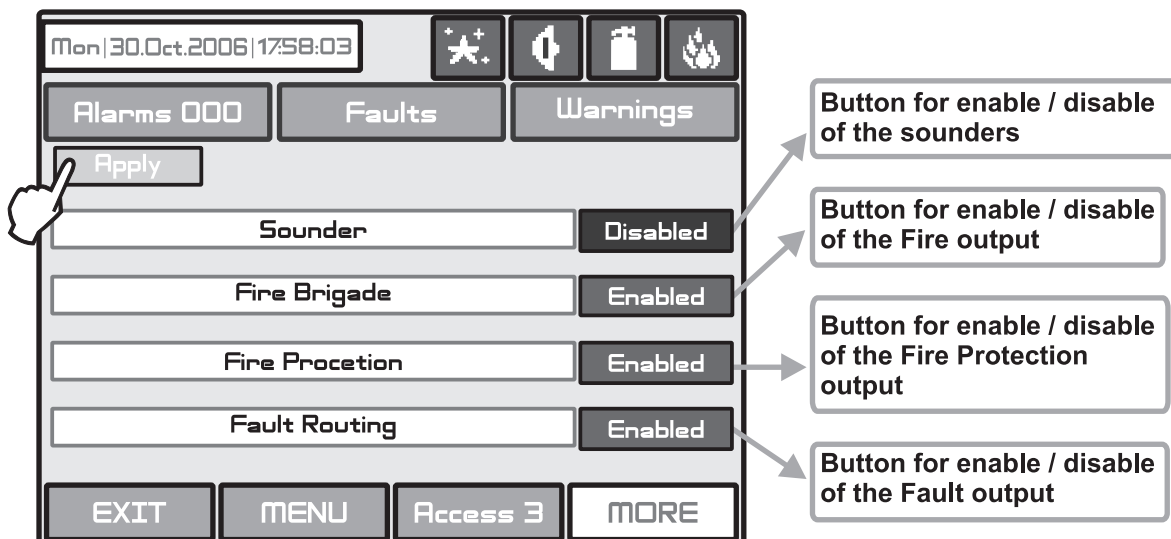 Mon|30.Oct.2006|17:58:03
Alarms 000
Faults
Warnings
Apply
Sounder
Disabled
Fire Brigade
Enabled
Fire Procetion
Enabled
Fault Routing
Enabled
EXIT
MENU
Access 3
MORE
Button for enable / disable
of the sounders
Button for enable / disable
of the Fire output
Button for enable / disable
of the Fire Protection
output
Button for enable / disable
of the Fault output